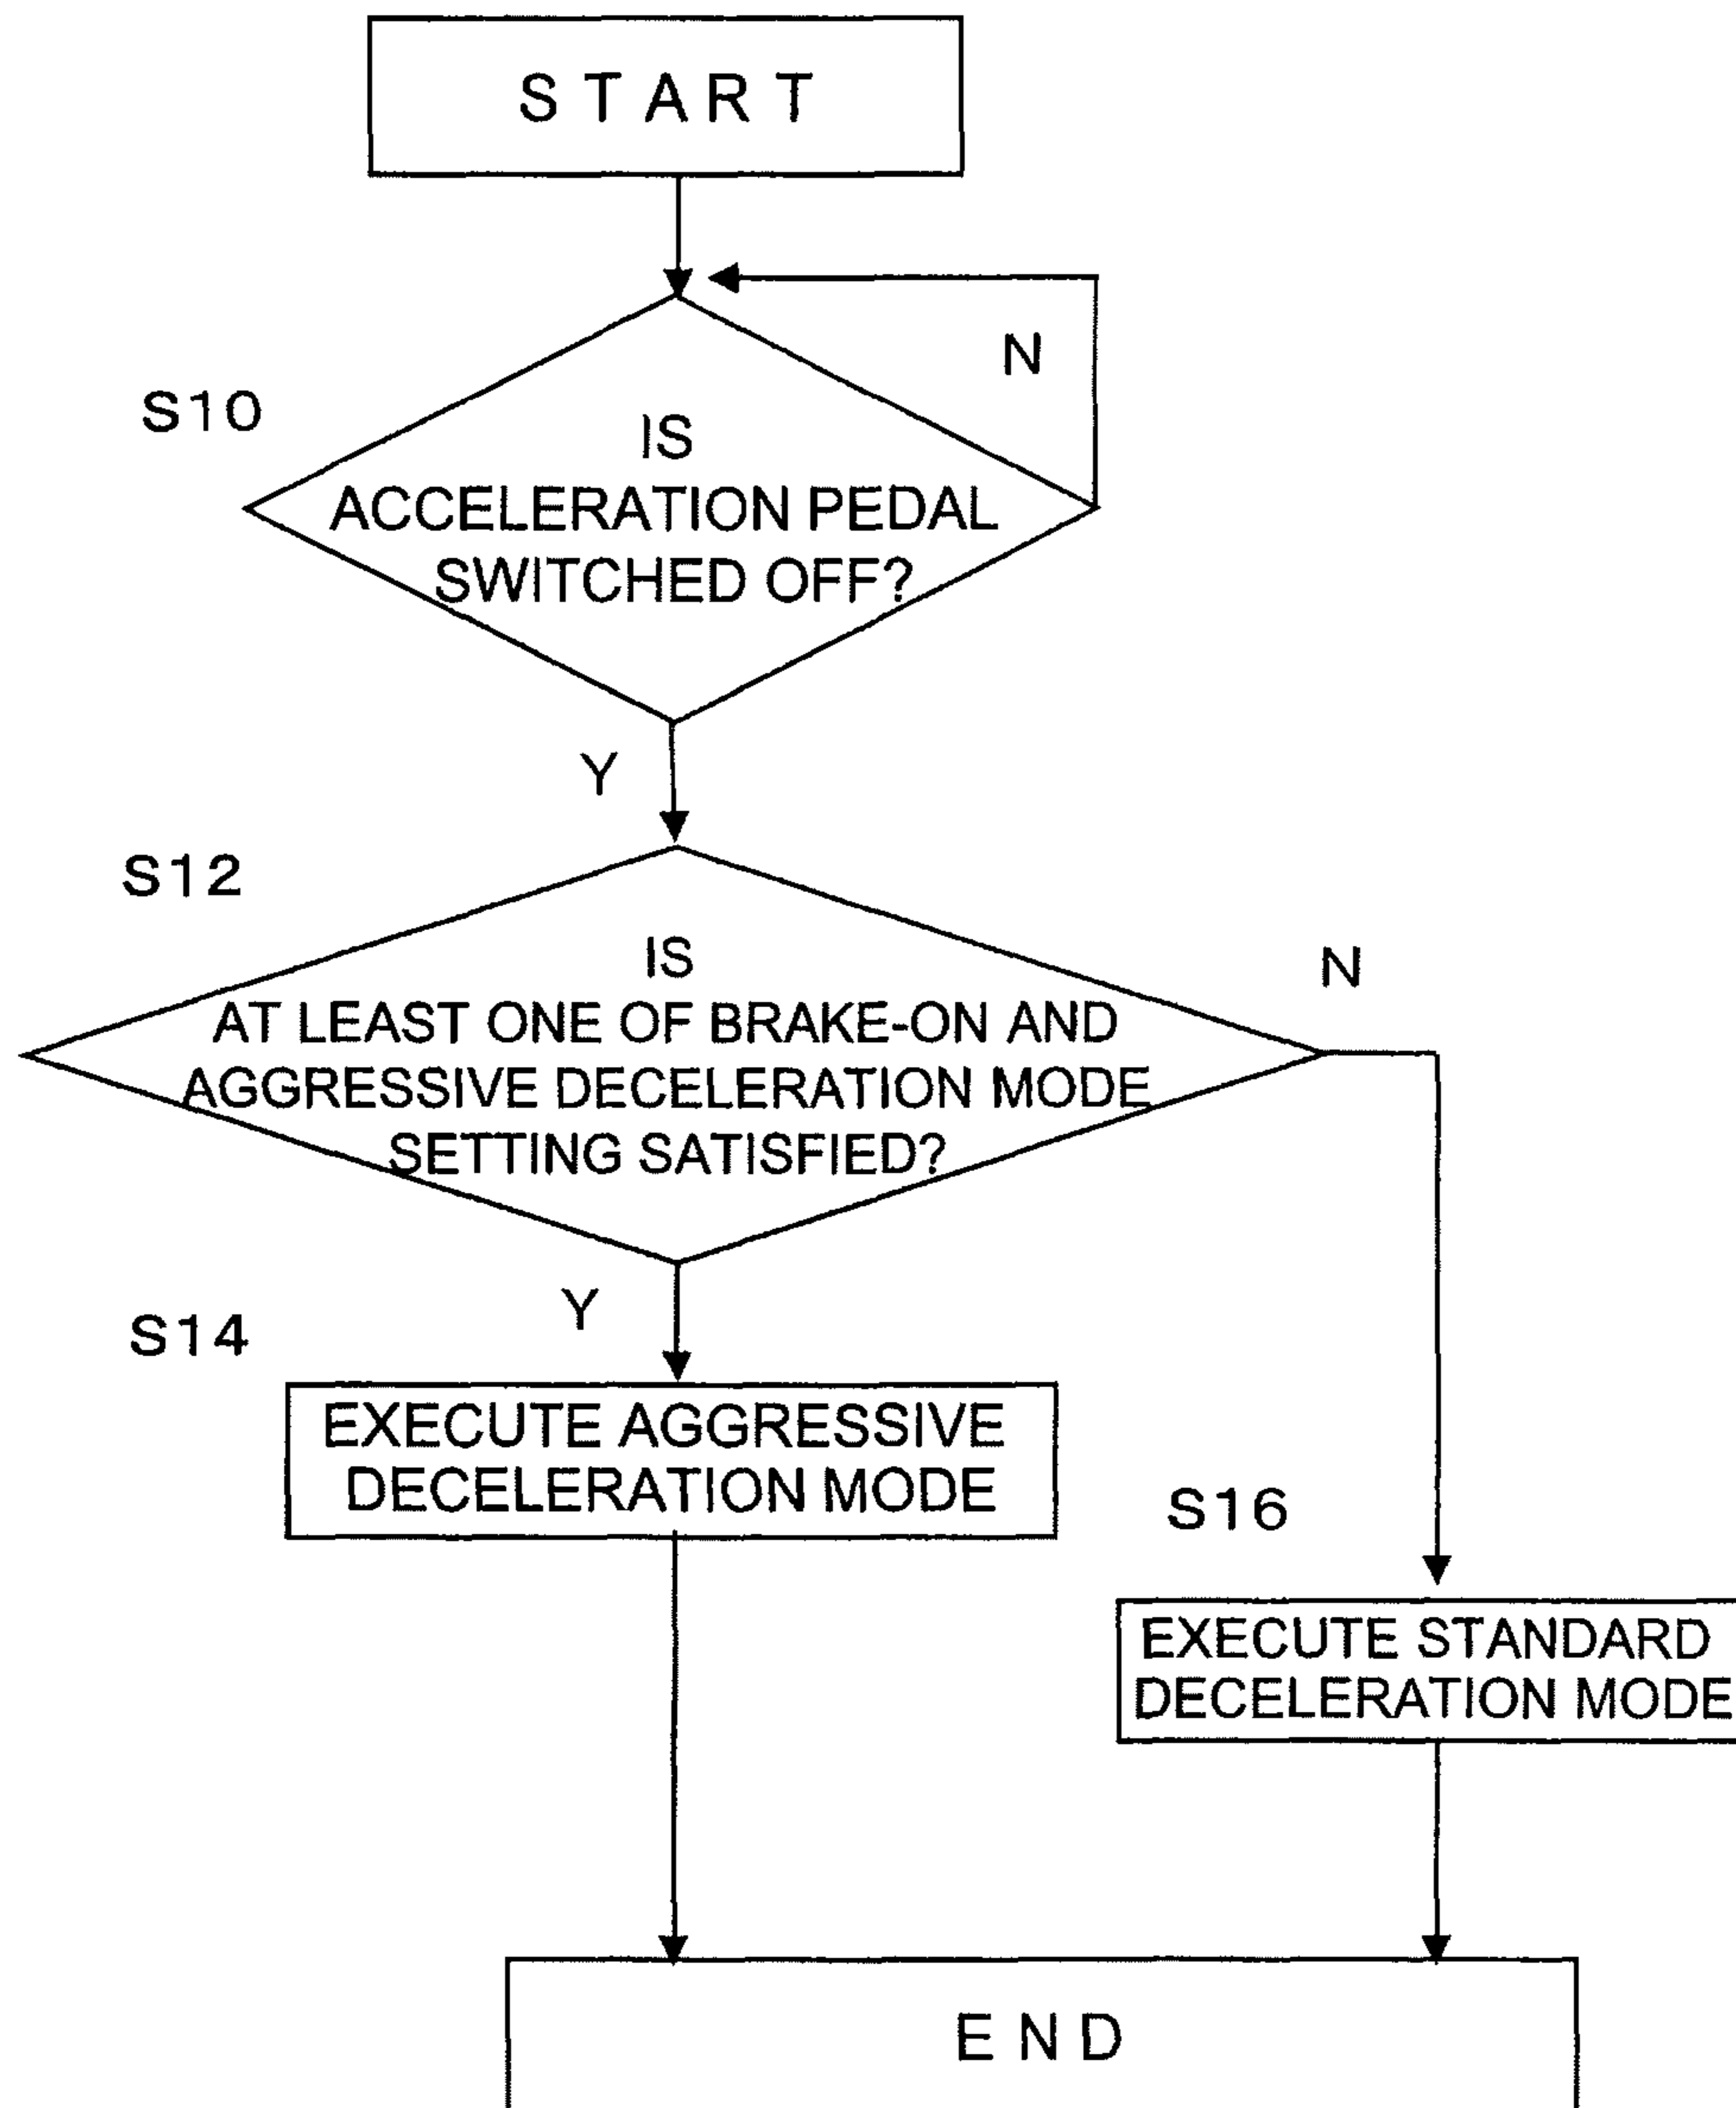 START
N
S10
IS
ACCELERATION PEDAL
SWITCHED OFF?
Y
S12
IS
N
AT LEAST ONE OF BRAKE-ON AND
AGGRESSIVE DECELERATION MODE
SETTING SATISFIED?
Y
S14
EXECUTE AGGRESSIVE
DECELERATION MODE
S16
EXECUTE STANDARD
DECELERATION MODE
END